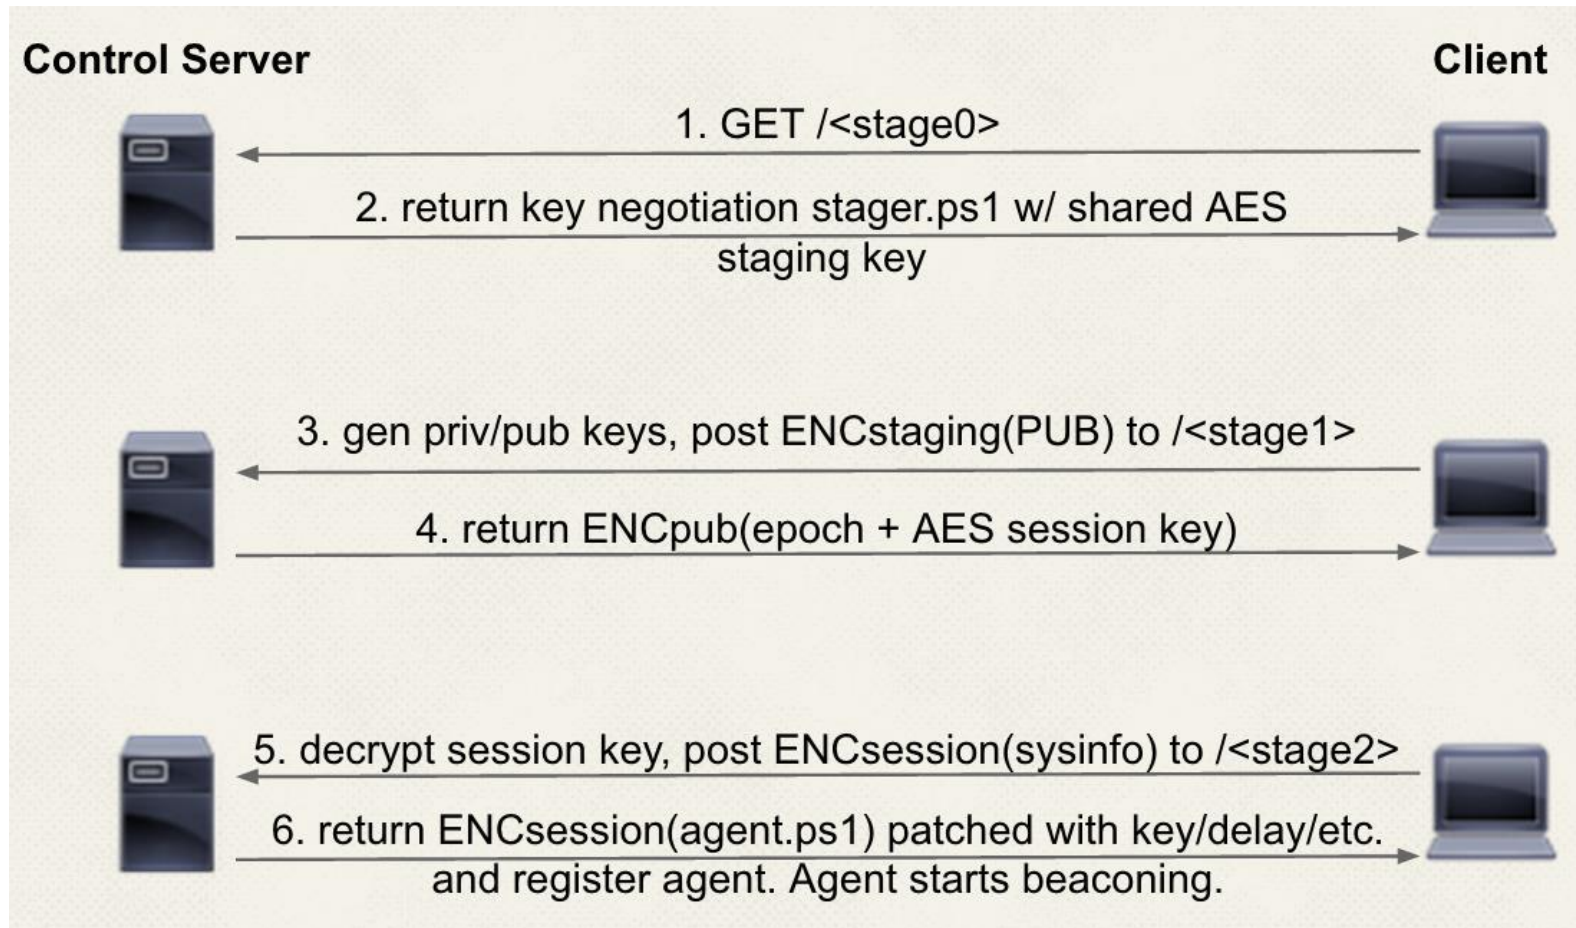 Control Server
Client
1. GET /<stage0>
2. return key negotiation stager.ps1 w/ shared AES
staging key
3. gen priv/pub keys, post ENCstaging(PUB) to /<stage1>
4. return ENCpub(epoch + AES session key)
5. decrypt session key, post ENCsession(sysinfo) to /<stage2>
6. return ENCsession(agent.ps1) patched with key/delay/etc.
and register agent. Agent starts beaconing.